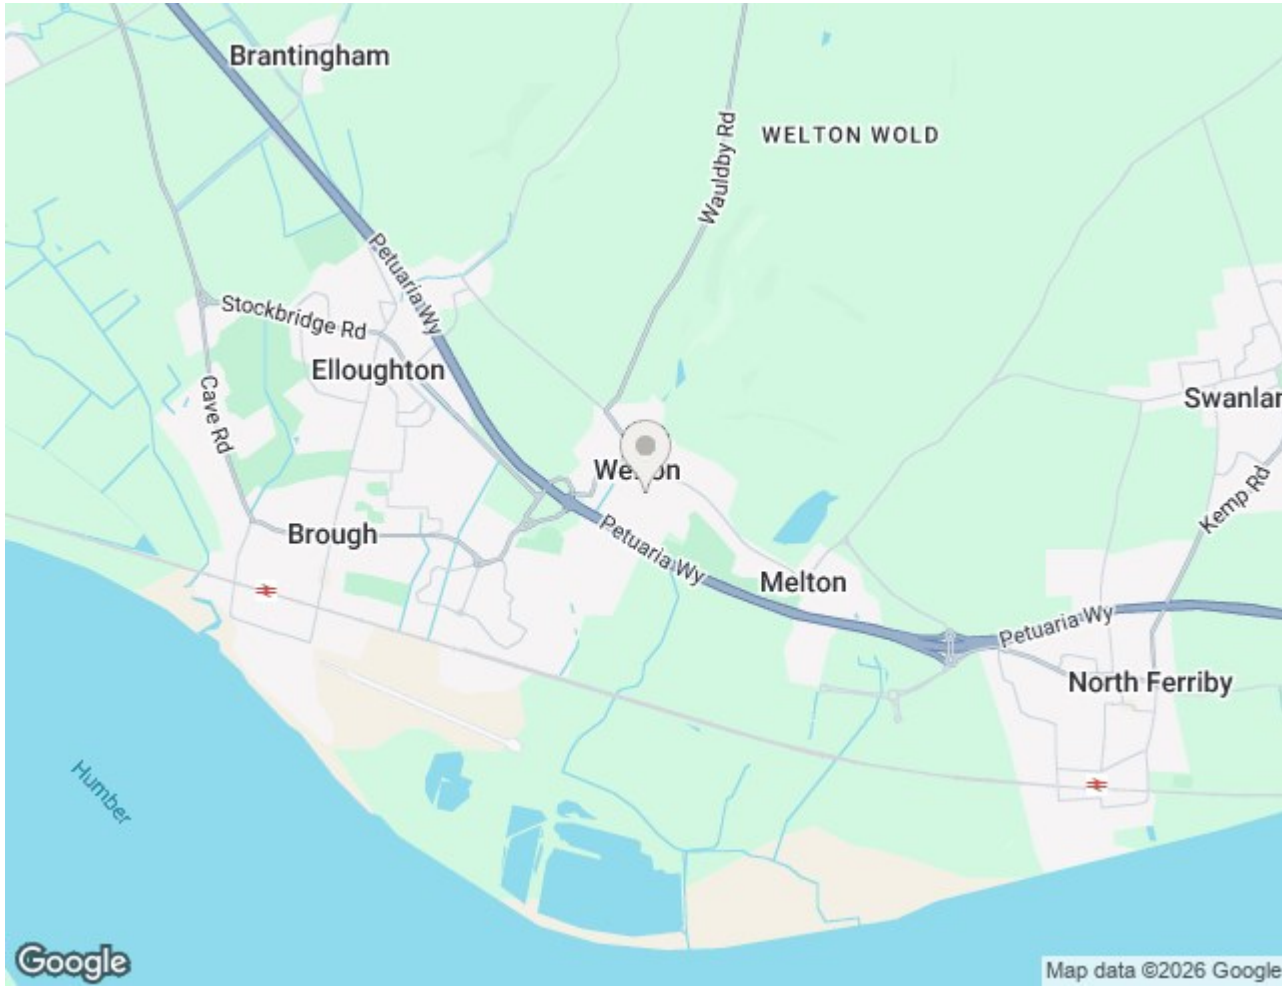 Brantingham
WELTON WOLD
Wauldby Rd
Petuaria Wy
Stockbridge Rd
Elloughton
Cave Rd
Swanlan
Welton
Kemp Rd
Brough
Petuaria Wy
Melton
Petuaria Wy
North Ferriby
Humber
Google
Map data ©2026 Google